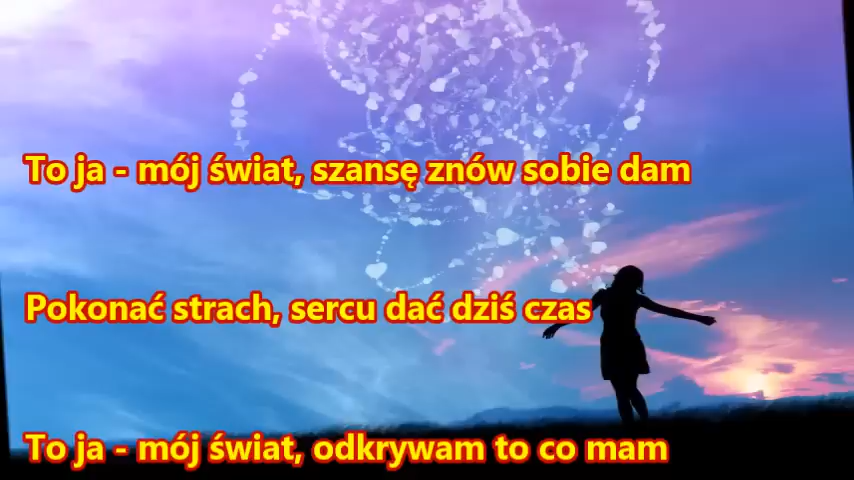 To ja - mój świat, szansę znów sobie dam
Pokonać strach, sercu dać dziś czas
To ja - mój świat, odkrywam to co mam